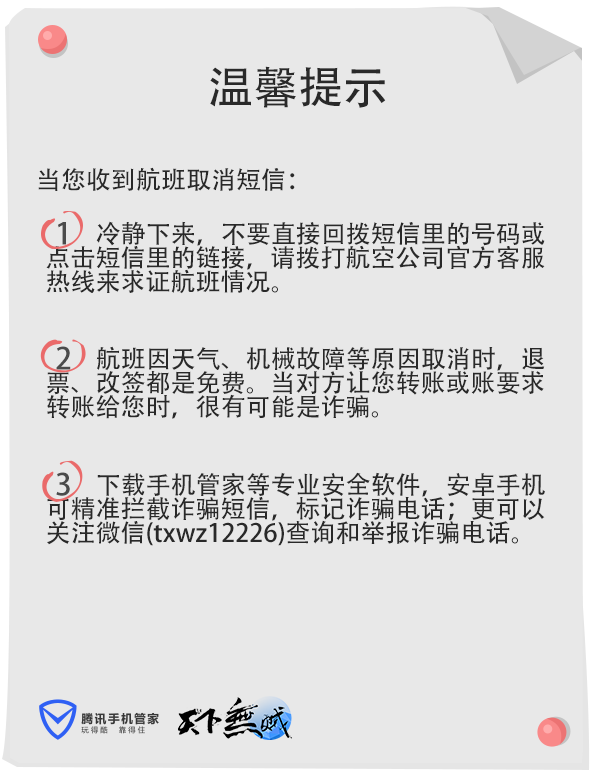 温馨提示
当您收到航班取消短信：
1 冷静下来，不要直接回拨短信里的号码或
点击短信里的链接，请拨打航空公司官方客服
热线来求证航班情况。
2 航班因天气、机械故障等原因取消时，退
票、改签都是免费。当对方让您转账或账要求
转账给您时，很有可能是诈骗。
3 下载手机管家等专业安全软件，安卓手机
可精准拦截诈骗短信，标记诈骗电话；更可以
关注微信(txwz12226)查询和举报诈骗电话。
腾讯手机管家
玩得酷 靠得住
天下無贼